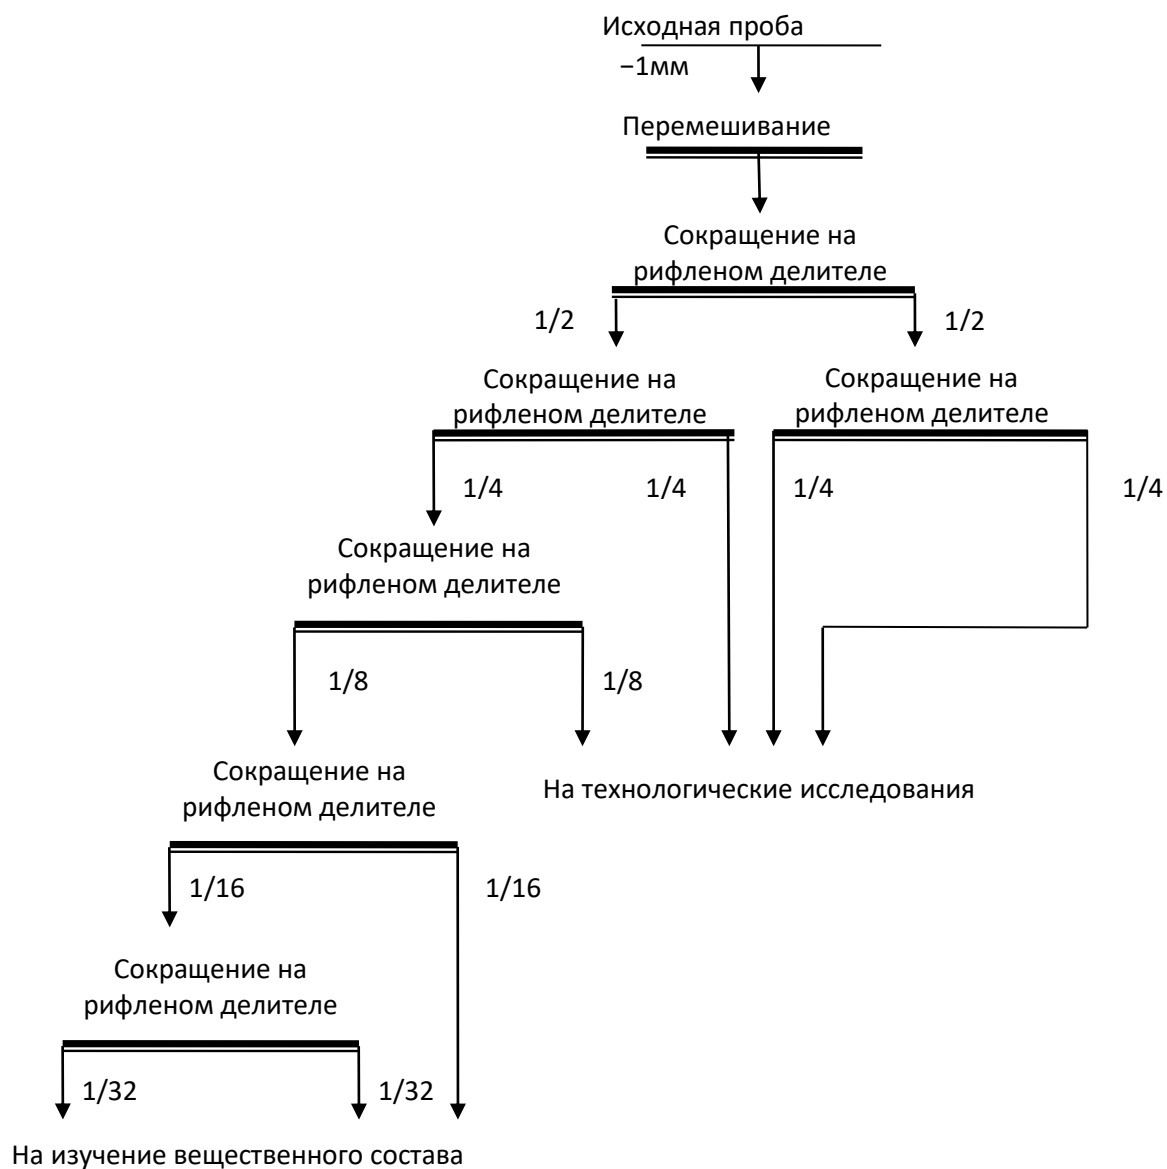 Исходная проба
−1мм
Перемешивание
Сокращение на
рифленом делителе
1/2
1/2
Сокращение на
рифленом делителе
Сокращение на
рифленом делителе
1/4
1/4
1/4
1/4
Сокращение на
рифленом делителе
1/8
1/8
Сокращение на
рифленом делителе
На технологические исследования
1/16
1/16
Сокращение на
рифленом делителе
1/32
1/32
На изучение вещественного состава